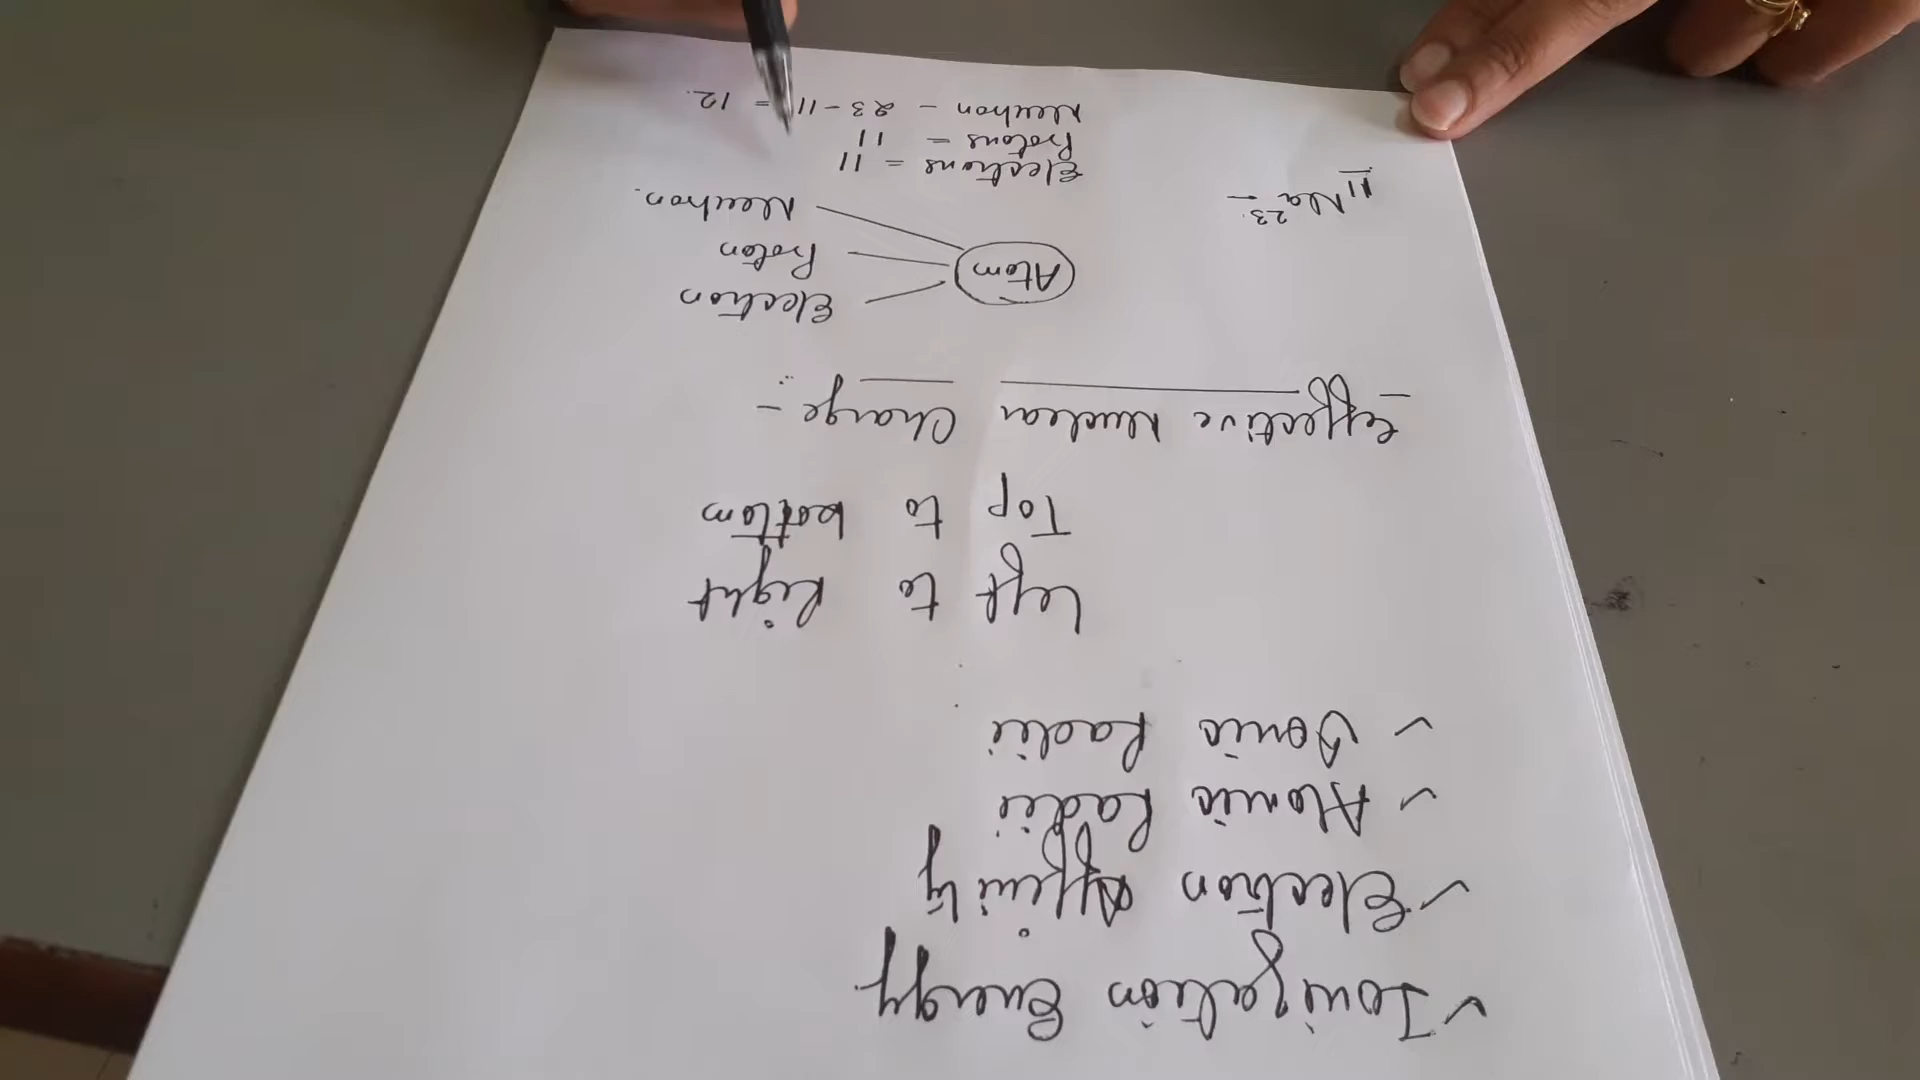 ✓ Ionization Energy.
✓ Electron Affinity
✓ Atomic Radii
✓ Ionic Radii
Left to Right
Top to bottom
Effective Nuclear Charge -
Electron
Atom Proton
Neutron.
11Na23 -
Electrons = 11
Protons = 11
Neutron - 23-11 = 12.